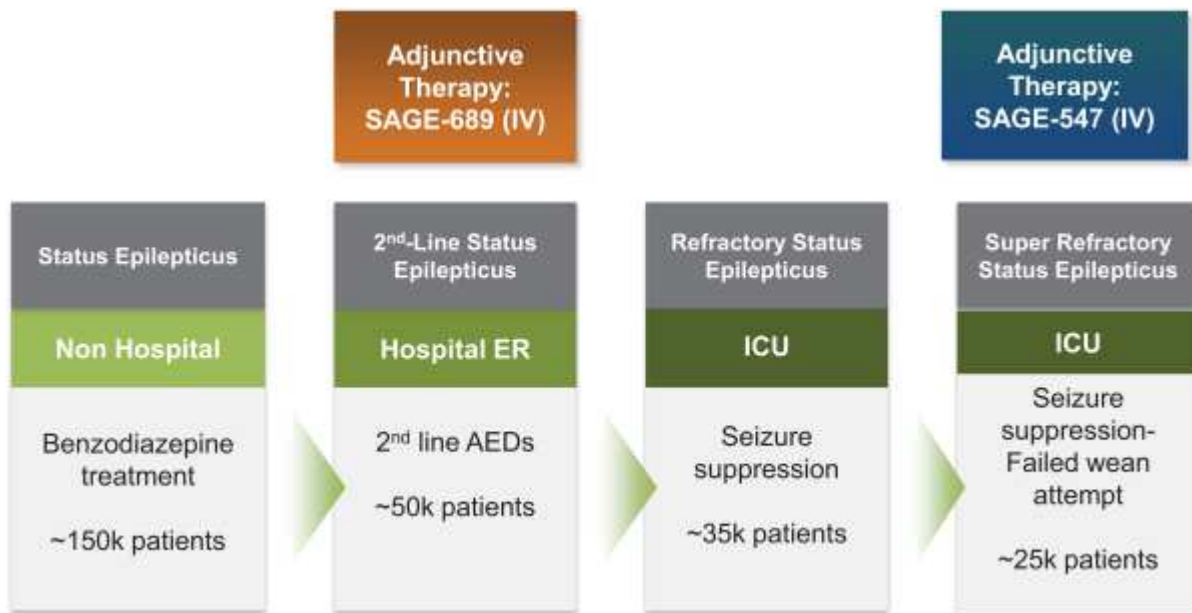 Adjunctive
Therapy:
SAGE-689 (IV)
Adjunctive
Therapy:
SAGE-547 (IV)
Status Epilepticus
Non Hospital
Benzodiazepine
treatment
~150k patients
2nd-Line Status
Epilepticus
Hospital ER
2nd line AEDs
~50k patients
Refractory Status
Epilepticus
ICU
Seizure
suppression
~35k patients
Super Refractory
Status Epilepticus
ICU
Seizure
suppression-
Failed wean
attempt
~25k patients